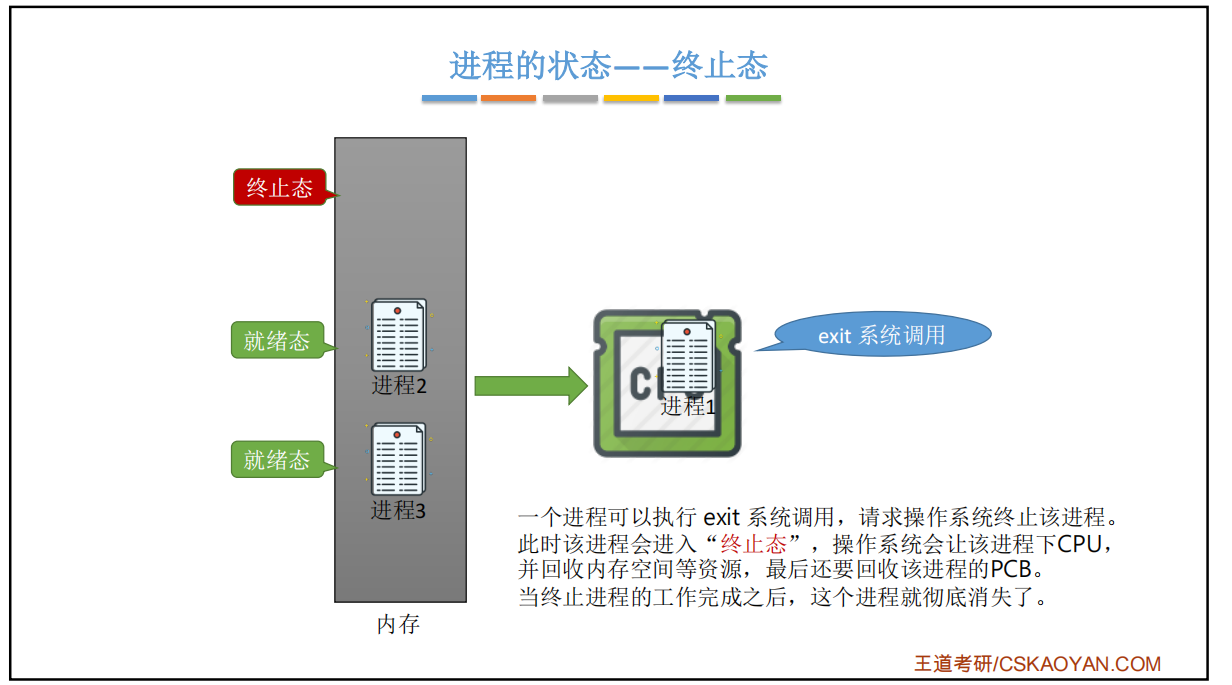 进程的状态——终止态
终止态
就绪态
进程2
exit 系统调用
进程1
就绪态
进程3
一个进程可以执行 exit 系统调用，请求操作系统终止该进程。
此时该进程会进入“终止态”，操作系统会让该进程下CPU，
并回收内存空间等资源，最后还要回收该进程的PCB。
当终止进程的工作完成之后，这个进程就彻底消失了。
内存
王道考研/CSKAOYAN.COM